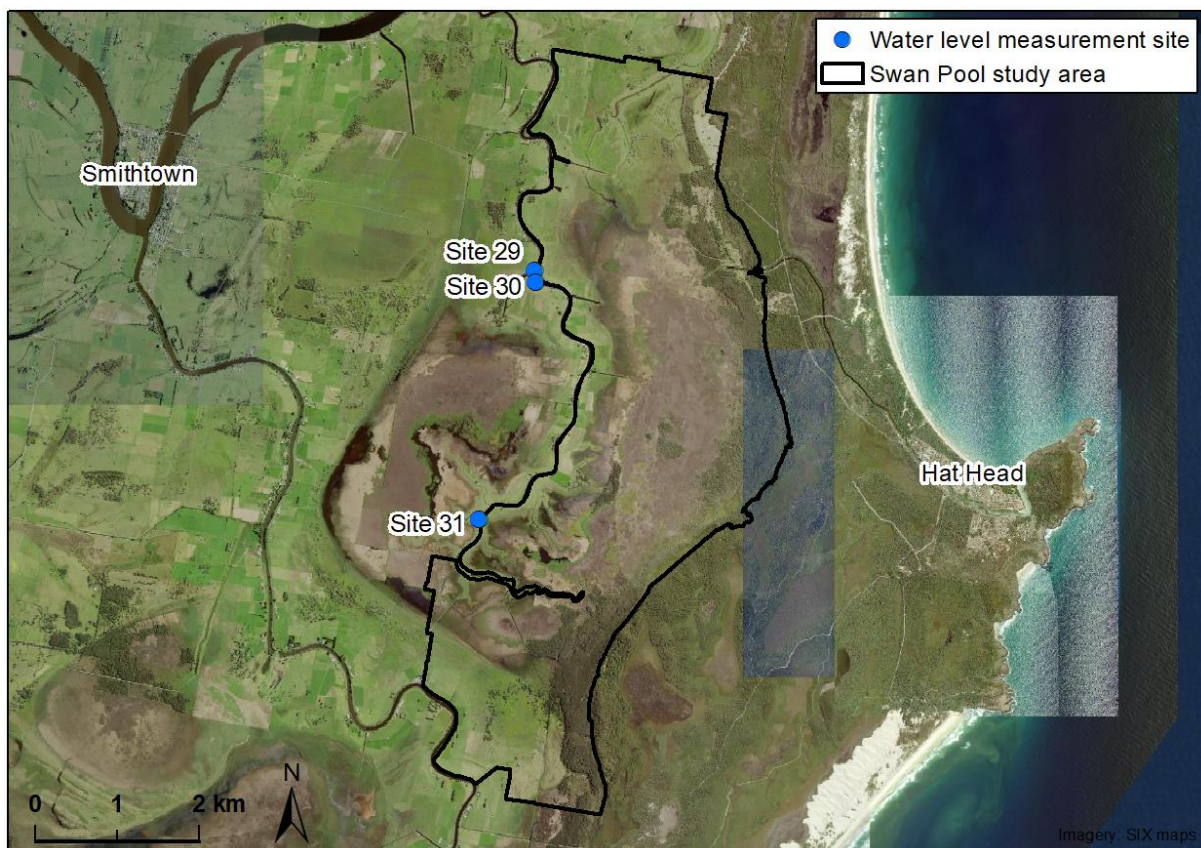 Water level measurement site
Swan Pool study area
Smithtown
Site 29
Site 30
Hat Head
Site 31
N
0 1 2 km
Imagery: SIX maps